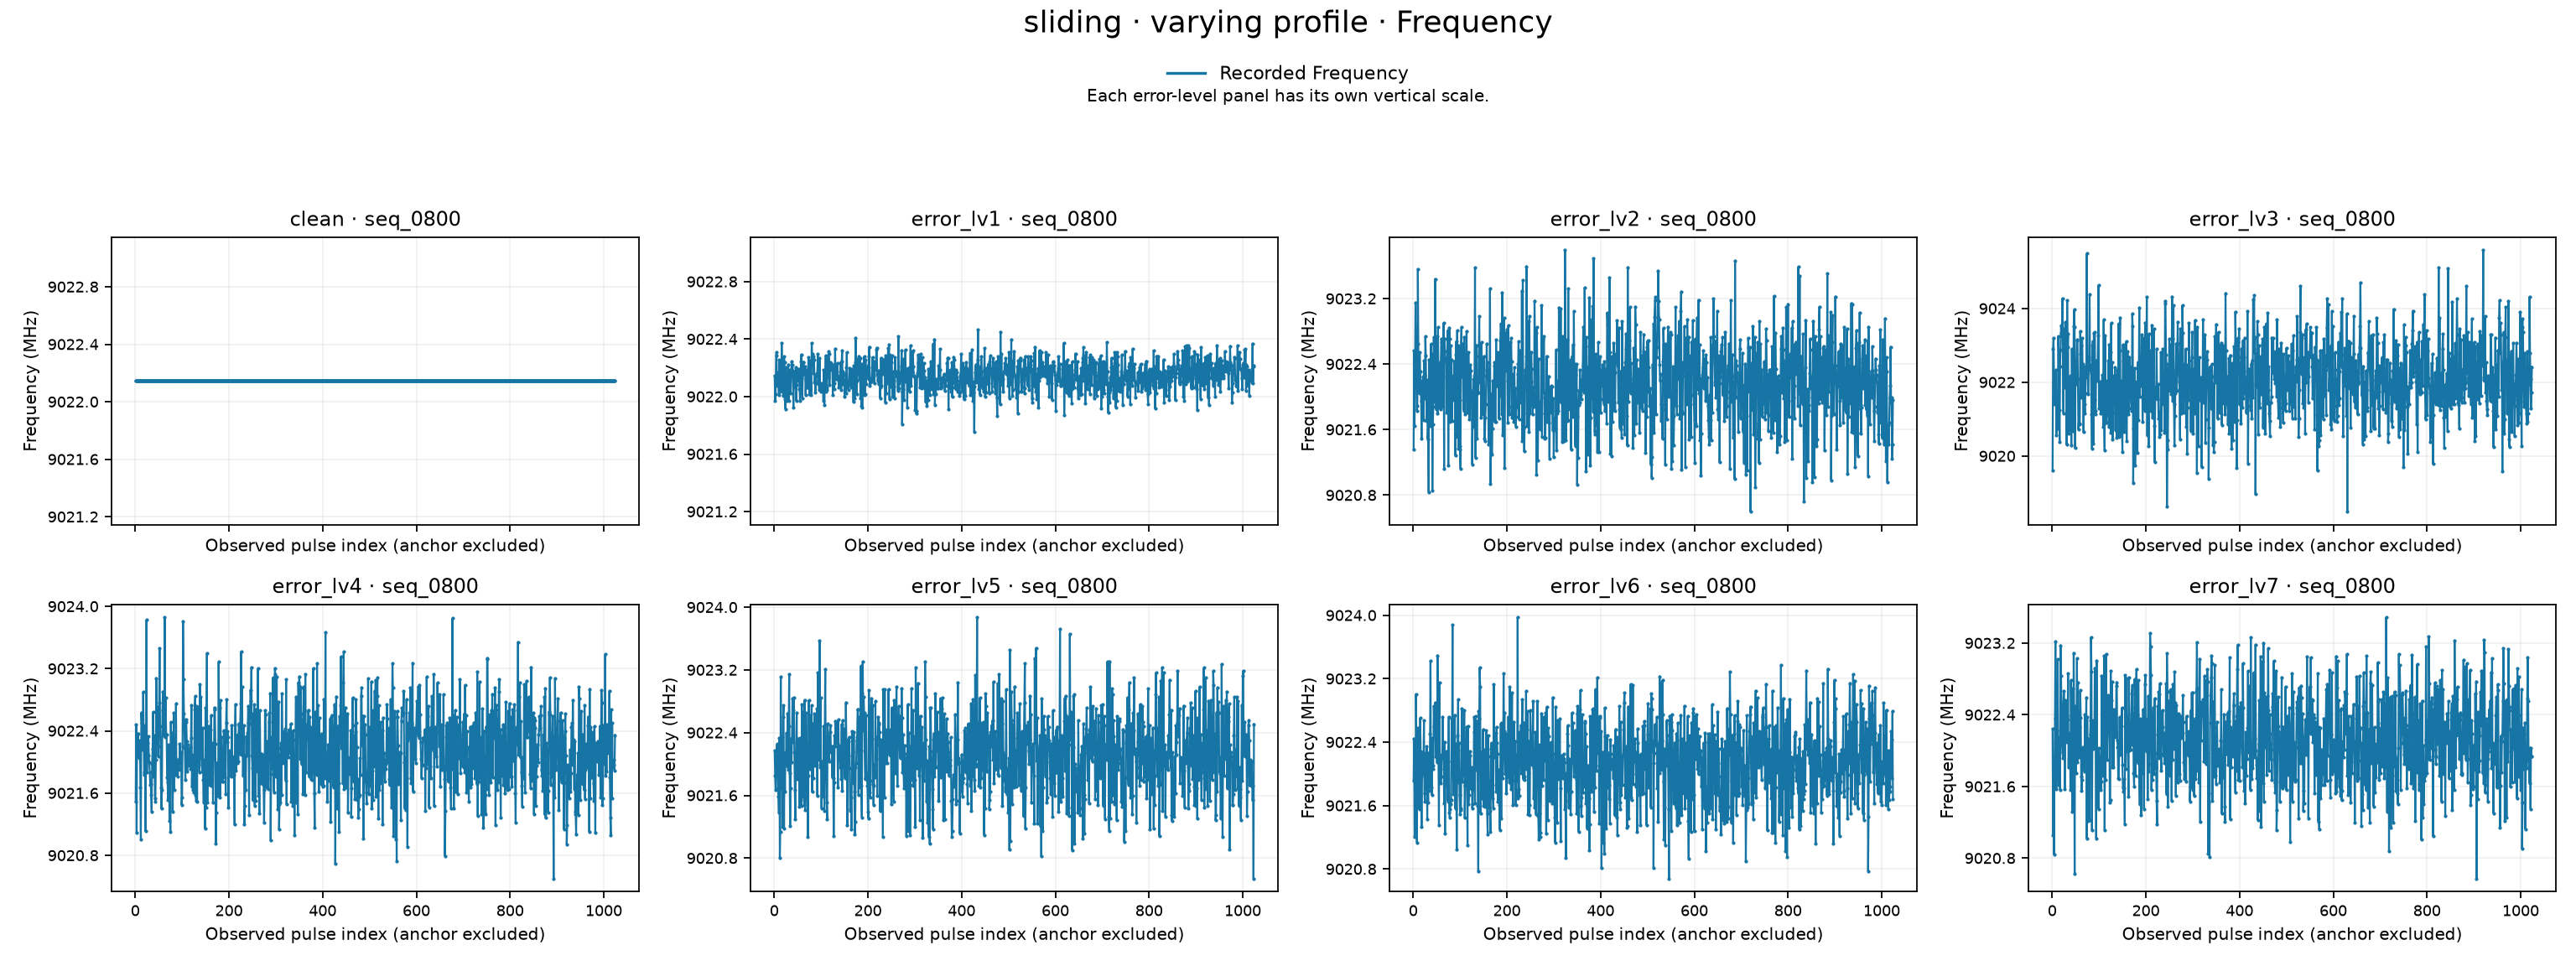 sliding · varying profile · Frequency
Recorded Frequency
Each error-level panel has its own vertical scale.
clean · seq_0800
error_lv1 · seq_0800
error_lv2 · seq_0800
error_lv3 · seq_0800
Frequency (MHz)
9022.8
9022.4
9022.0
9021.6
9021.2
Observed pulse index (anchor excluded)
Frequency (MHz)
9022.8
9022.4
9022.0
9021.6
9021.2
Observed pulse index (anchor excluded)
Frequency (MHz)
9023.2
9022.4
9021.6
9020.8
Observed pulse index (anchor excluded)
Frequency (MHz)
9024
9022
9020
Observed pulse index (anchor excluded)
error_lv4 · seq_0800
error_lv5 · seq_0800
error_lv6 · seq_0800
error_lv7 · seq_0800
Frequency (MHz)
9024.0
9023.2
9022.4
9021.6
9020.8
0 200 400 600 800 1000
Observed pulse index (anchor excluded)
Frequency (MHz)
9024.0
9023.2
9022.4
9021.6
9020.8
0 200 400 600 800 1000
Observed pulse index (anchor excluded)
Frequency (MHz)
9024.0
9023.2
9022.4
9021.6
9020.8
0 200 400 600 800 1000
Observed pulse index (anchor excluded)
Frequency (MHz)
9023.2
9022.4
9021.6
9020.8
0 200 400 600 800 1000
Observed pulse index (anchor excluded)